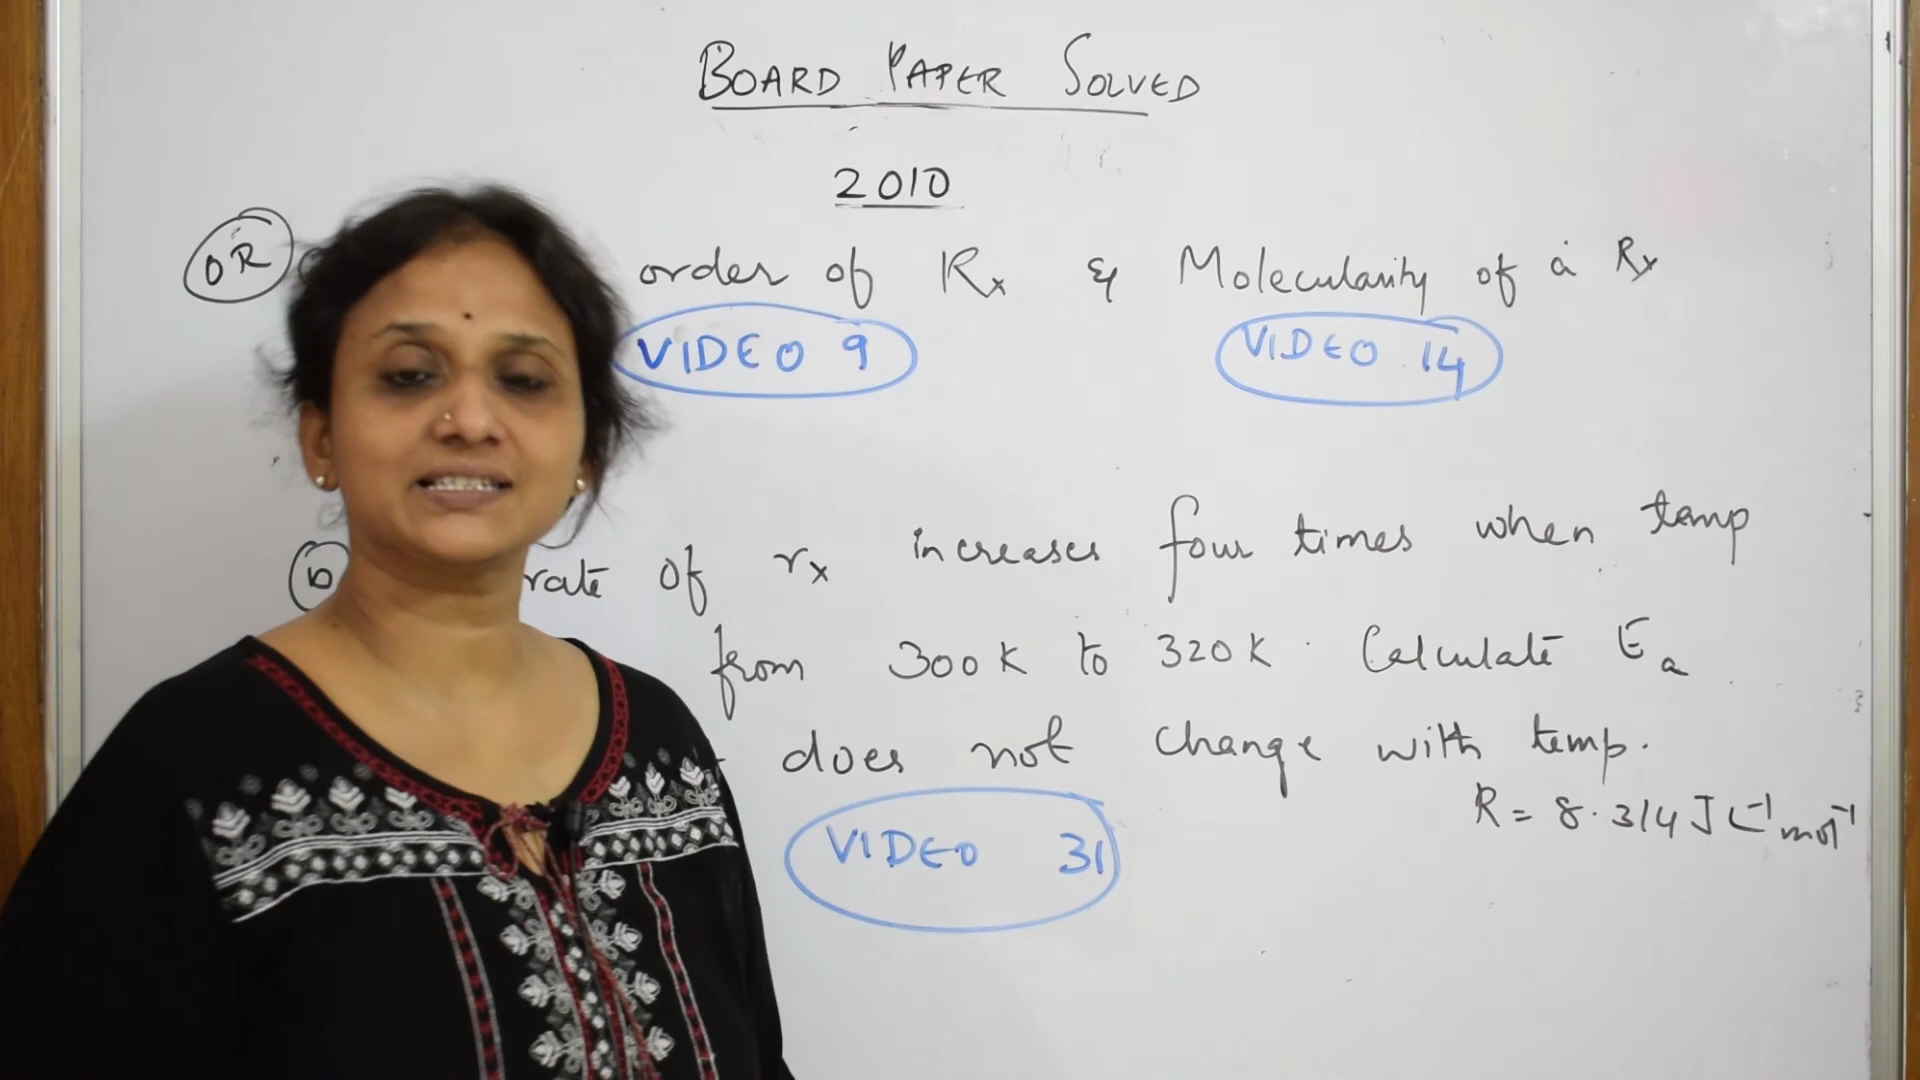 BOARD PAPER SOLVED
2010
OR order of Rx & Molecularity of a Rx
VIDEO 9 VIDEO 14
b rate of rx increases four times when temp
from 300K to 320K. Calculate Ea
does not change with temp.
R = 8.314 J K⁻¹ mol⁻¹
VIDEO 31